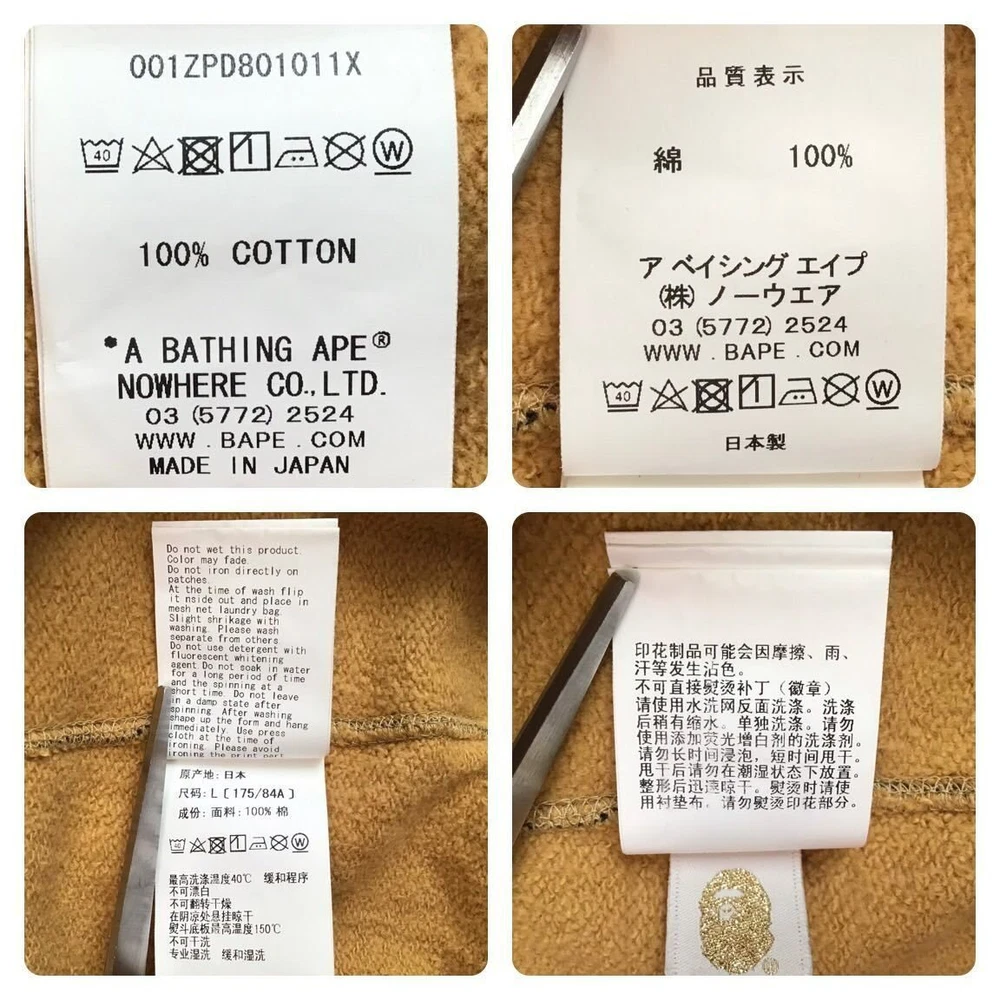 001ZPD801011X
40 W
100% COTTON
A BATHING APE®
NOWHERE CO.,LTD.
03 (5772) 2524
WWW . BAPE . COM
MADE IN JAPAN
品質表示
綿 100%
ア ベイシング エイプ
(株) ノーウエア
03 (5772) 2524
WWW . BAPE . COM
40 W
日本製
Do not wet this product.
Color may fade.
Do not iron directly on
patches.
At the time of wash flip
it nside out and place in
mesh net laundry bag.
Slight shrikage with
washing. Please wash
separate from others
Do not use detergent with
fluorescent whitening
agent Do not soak in water
for a long period of time
and the spinning at a
short time. Do not leave
in a damp state after
spinning. After washing
shape up the form and hang
immediately. Use press
cloth at the time of
ironing. Please avoid
ironing the print part
原产地: 日本
尺码: L [175/84A]
成份: 面料: 100% 棉
40 W
最高洗涤温度40℃ 缓和程序
不可漂白
不可翻转干燥
在阴凉处悬挂晾干
熨斗底板最高温度150℃
不可干洗
专业湿洗 缓和湿洗
印花制品可能会因摩擦、雨、
汗等发生沾色。
不可直接熨烫补丁（徽章）
请使用水洗网反面洗涤。洗涤
后稍有缩水。单独洗涤。请勿
使用添加荧光增白剂的洗涤剂。
请勿长时间浸泡，短时间甩干。
甩干后请勿在潮湿状态下放置。
整形后迅速晾干。熨烫时请使
用衬垫布。请勿熨烫印花部分。